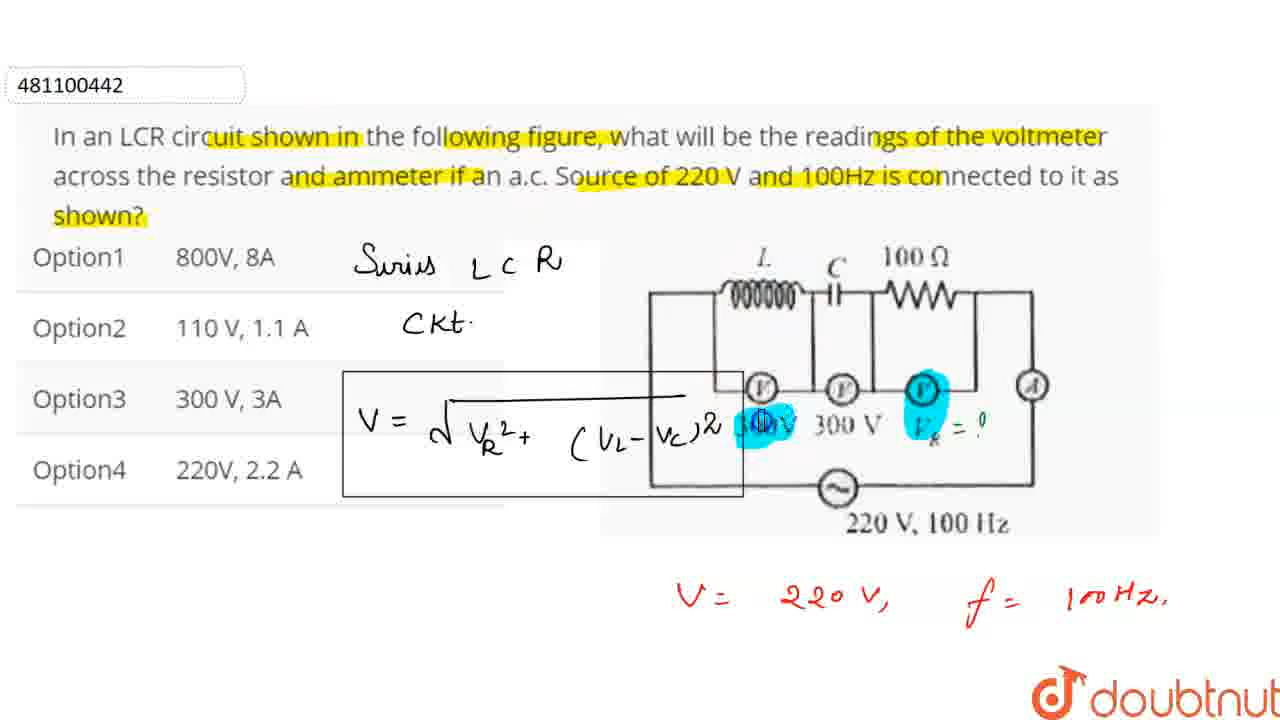 481100442
In an LCR circuit shown in the following figure, what will be the readings of the voltmeter
across the resistor and ammeter if an a.c. Source of 220 V and 100Hz is connected to it as
shown?
Option1 800V, 8A
Option2 110 V, 1.1 A
Option3 300 V, 3A
Option4 220V, 2.2 A
Suries L C R
Ckt.
V = √ VR² + (VL - VC)²
L C 100 Ω
V V V A
300V 300 V VR = ?
~
220 V, 100 Hz
V = 220 V, f = 100 Hz.
doubtnut